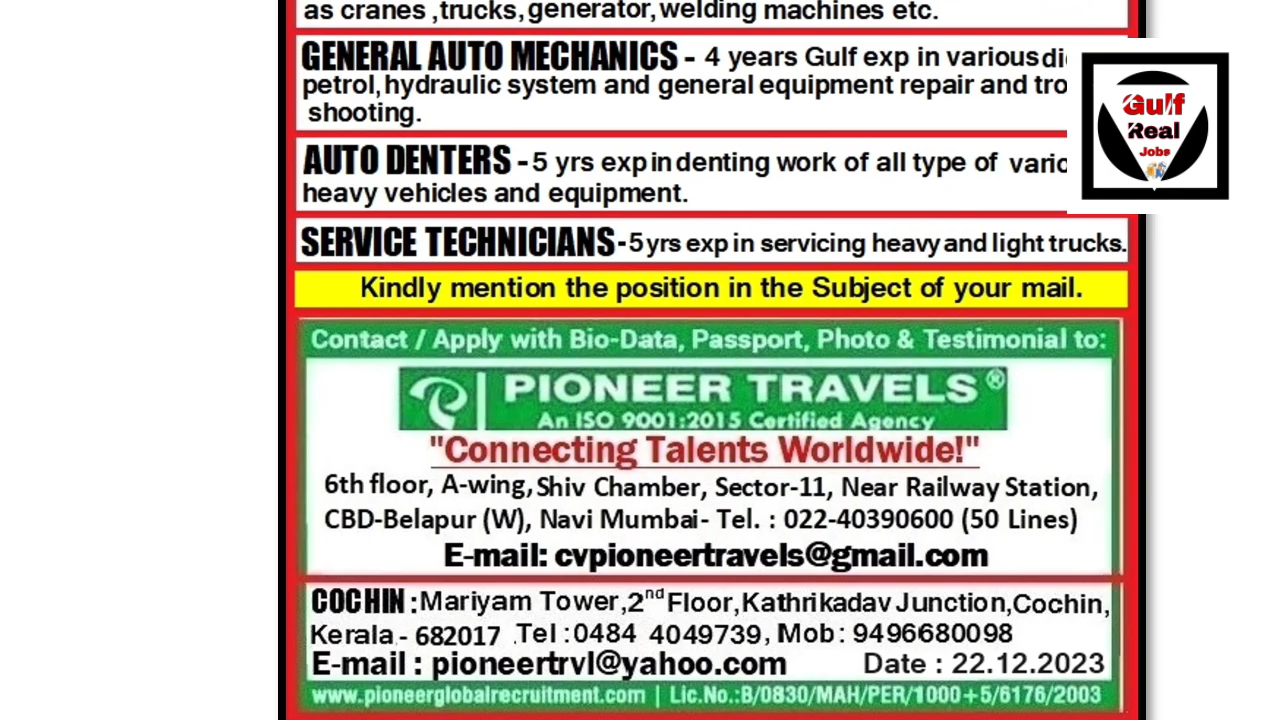 as cranes ,trucks, generator, welding machines etc.
GENERAL AUTO MECHANICS - 4 years Gulf exp in various
petrol, hydraulic system and general equipment repair and
shooting.
AUTO DENTERS - 5 yrs exp in denting work of all type of
heavy vehicles and equipment.
SERVICE TECHNICIANS - 5 yrs exp in servicing heavy and light trucks.
Kindly mention the position in the Subject of your mail.
Contact / Apply with Bio-Data, Passport, Photo & Testimonial to:
PIONEER TRAVELS ®
An ISO 9001:2015 Certified Agency
"Connecting Talents Worldwide!"
6th floor, A-wing, Shiv Chamber, Sector-11, Near Railway Station,
CBD-Belapur (W), Navi Mumbai- Tel. : 022-40390600 (50 Lines)
E-mail: cvpioneertravels@gmail.com
COCHIN : Mariyam Tower, 2nd Floor, Kathrikadav Junction, Cochin,
Kerala - 682017 .Tel : 0484 4049739, Mob : 9496680098
E-mail : pioneertrvl@yahoo.com Date : 22.12.2023
www.pioneerglobalrecruitment.com | Lic.No.:B/0830/MAH/PER/1000+5/6176/2003
Gulf
Real
Jobs